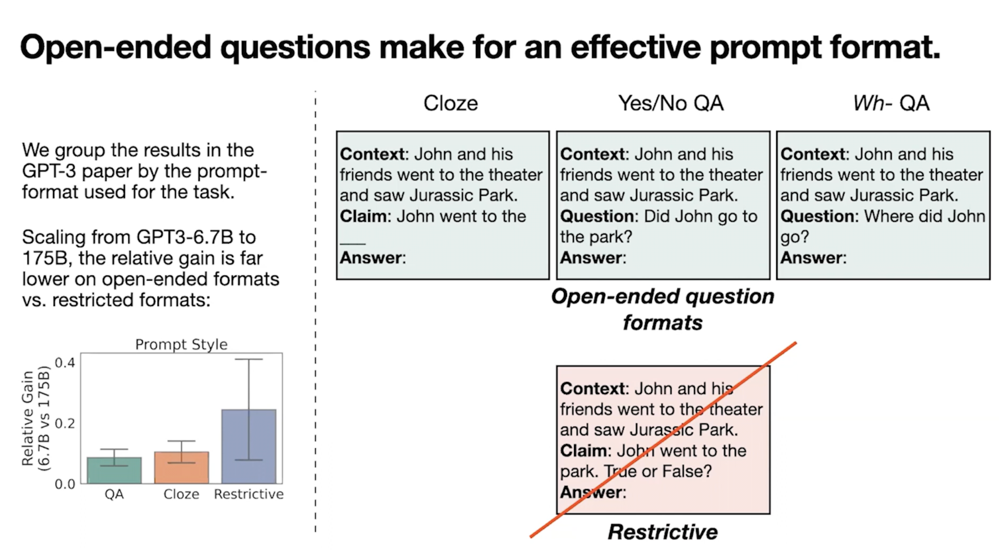 Open-ended questions make for an effective prompt format.
We group the results in the
GPT-3 paper by the prompt-
format used for the task.
Scaling from GPT3-6.7B to
175B, the relative gain is far
lower on open-ended formats
vs. restricted formats:
Prompt Style
Relative Gain
(6.7B vs 175B)
0.4
0.2
0.0
QA
Cloze
Restrictive
Cloze
Context: John and his
friends went to the theater
and saw Jurassic Park.
Claim: John went to the
___
Answer:
Yes/No QA
Context: John and his
friends went to the theater
and saw Jurassic Park.
Question: Did John go to
the park?
Answer:
Wh- QA
Context: John and his
friends went to the theater
and saw Jurassic Park.
Question: Where did John
go?
Answer:
Open-ended question
formats
Context: John and his
friends went to the theater
and saw Jurassic Park.
Claim: John went to the
park. True or False?
Answer:
Restrictive